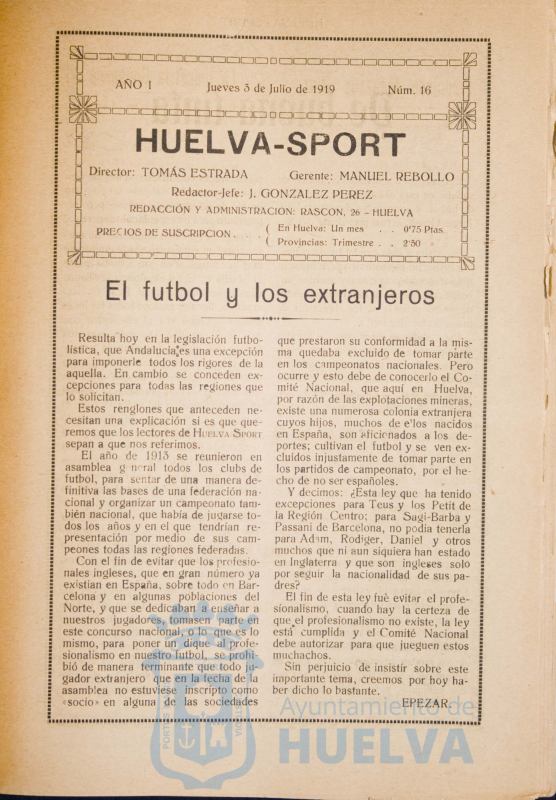 AÑO I Jueves 3 de Julio de 1919 Núm. 16
HUELVA-SPORT
Director: TOMÁS ESTRADA Gerente: MANUEL REBOLLO
Redactor-Jefe: J. GONZALEZ PEREZ
REDACCIÓN Y ADMINISTRACION: RASCON, 26 – HUELVA
PRECIOS DE SUSCRIPCION. . . ( En Huelva: Un mes . . 0'75 Ptas.
( Provincias: Trimestre . . 2'50 »
El futbol y los extranjeros
Resulta hoy en la legislación futbo-
lística, que Andalucia es una excepción
para imponerle todos los rigores de la
aquella. En cambio se conceden ex-
cepciones para todas las regiones que
lo solicitan.
Estos renglones que anteceden ne-
cesitan una explicación si es que que-
remos que los lectores de HUELVA SPORT
sepan a que nos referimos.
El año de 1913 se reunieron en
asamblea general todos los clubs de
futbol, para sentar de una manera de-
finitiva las bases de una federación na-
cional y organizar un campeonato tam-
bién nacional, que había de jugarse to-
dos los años y en el que tendrían re-
presentación por medio de sus cam-
peones todas las regiones federadas.
Con el fin de evitar que los profesio-
nales ingleses, que en gran número ya
existian en España, sobre todo en Bar-
celona y en algunas poblaciones del
Norte, y que se dedicaban a enseñar a
nuestros jugadores, tomasen parte en
este concurso nacional, o lo que es lo
mismo, para poner un dique al profe-
sionalismo en nuestro futbol, se prohi-
bió de manera terminante que todo ju-
gador extranjero que en la fecha de la
asamblea no estuviese inscripto como
«socio» en alguna de las sociedades
que prestaron su conformidad a la mis-
ma quedaba excluido de tomar parte
en los campeonatos nacionales. Pero
ocurre y esto debe de conocerlo el Co-
mité Nacional, que aquí en Huelva,
por razón de las explotaciones mineras,
existe una numerosa colonia extranjera
cuyos hijos, muchos de e'los nacidos
en España, son aficionados a los de-
portes; cultivan el futbol y se ven ex-
cluidos injustamente de tomar parte en
los partidos de campeonato, por el he-
cho de no ser españoles.
Y decimos: ¿Esta ley que ha tenido
excepciones para Teus y los Petit de
la Región Centro; para Sagi-Barba y
Passani de Barcelona, no podía tenerla
para Adam, Rodiger, Daniel y otros
muchos que ni aun siquiera han estado
en Inglaterra y que son ingleses solo
por seguir la nacionalidad de sus pa-
dres?
El fin de esta ley fuè evitar el profe-
sionalismo, cuando hay la certeza de
que el profesionalismo no existe, la ley
está cumplida y el Comité Nacional
debe autorizar para que jueguen estos
muchachos.
Sin perjuicio de insistir sobre este
importante tema, creemos por hoy ha-
ber dicho lo bastante.
EPEZAR.
Ayuntamiento de
HUELVA